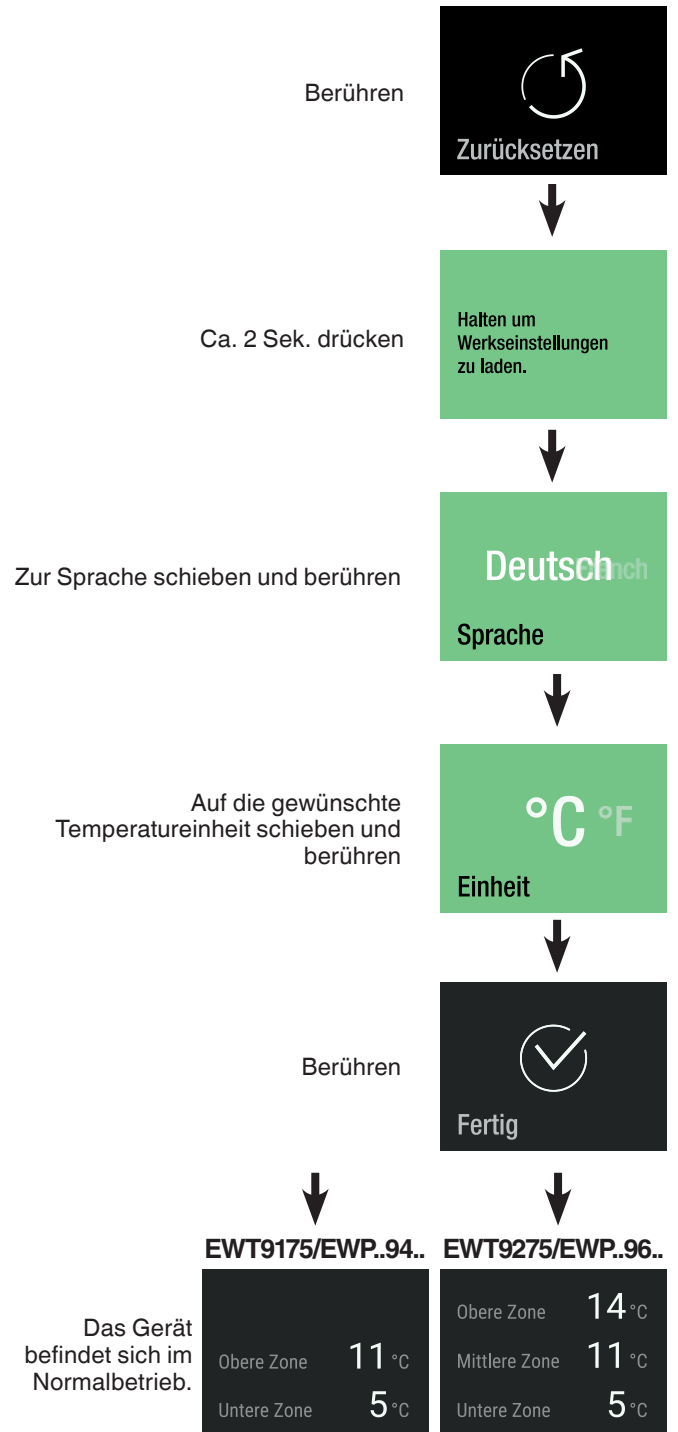 Berühren
Zurücksetzen
Ca. 2 Sek. drücken
Halten um
Werkseinstellungen
zu laden.
Zur Sprache schieben und berühren
Deutsch
Sprache
Auf die gewünschte
Temperatureinheit schieben und
berühren
°C °F
Einheit
Berühren
Fertig
EWT9175/EWP..94..
EWT9275/EWP..96..
Das Gerät
befindet sich im
Normalbetrieb.
Obere Zone 11 °C
Untere Zone 5 °C
Obere Zone 14 °C
Mittlere Zone 11 °C
Untere Zone 5 °C